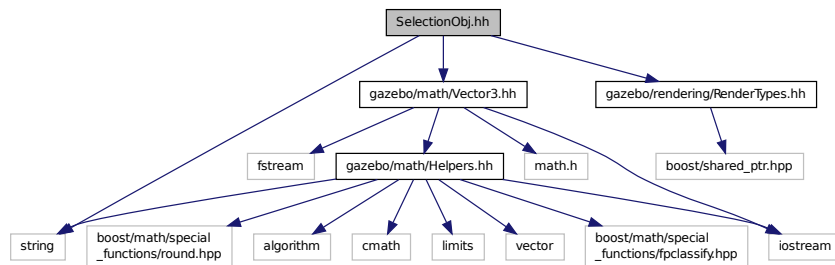 SelectionObj.hh
gazebo/math/Vector3.hh
gazebo/rendering/RenderTypes.hh
fstream
gazebo/math/Helpers.hh
math.h
boost/shared_ptr.hpp
string
boost/math/special
_functions/round.hpp
algorithm
cmath
limits
vector
boost/math/special
_functions/fpclassify.hpp
iostream